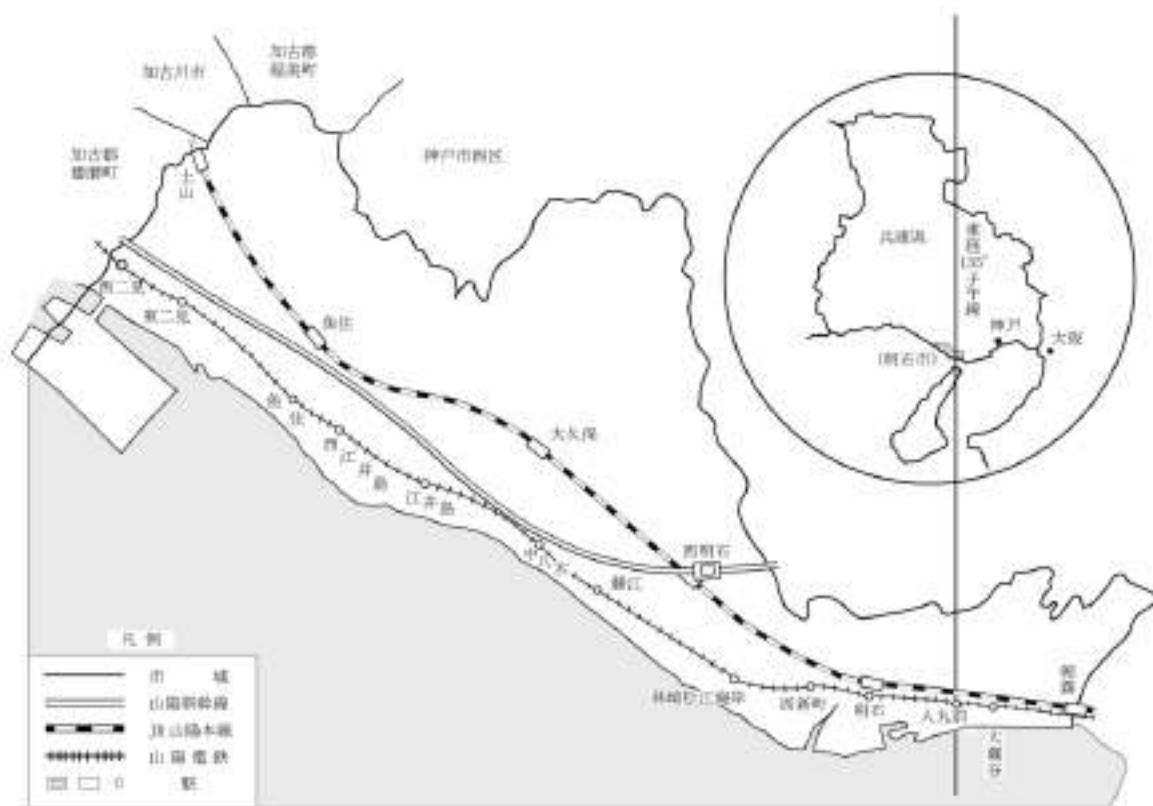 加古川市
加古郡
稲美町
加古郡
播磨町
神戸市西区
土山
西二見
東二見
魚住
魚住
西江井島
江井島
中八木
藤江
大久保
西明石
林崎松江海岸
西新町
明石
人丸前
大蔵谷
朝霧
兵庫県
東経135°子午線
神戸
大阪
(明石市)
凡例
市域
山陽新幹線
JR山陽本線
山陽電鉄
駅